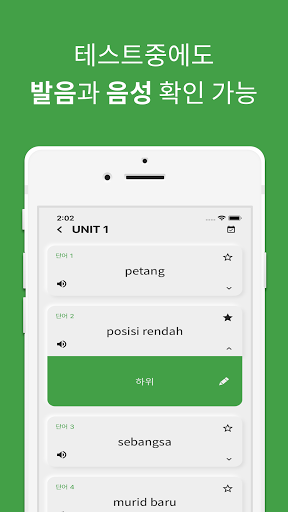 테스트중에도
발음과 음성 확인 가능
2:02
UNIT 1
단어 1
petang
단어 2
posisi rendah
하위
단어 3
sebangsa
단어 4
murid baru